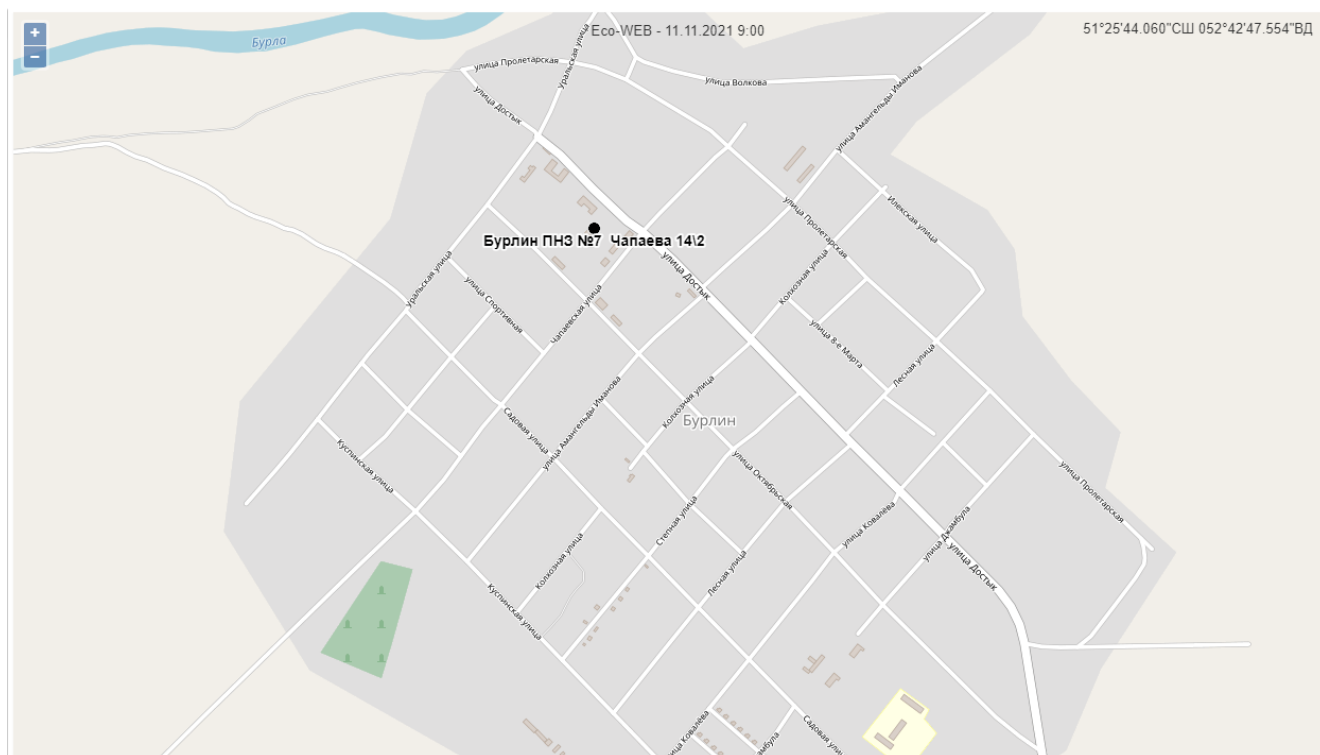 +
−
Бурла
Eco-WEB - 11.11.2021 9:00
51°25'44.060"СШ 052°42'47.554"ВД
улица Пролетарская
Уральская улица
улица Волкова
улица Достык
улица Амангельды Иманова
Илекская улица
улица Пролетарская
Бурлин ПНЗ №7 Чапаева 14\2
Уральская улица
улица Достык
Колхозная улица
улица Спортивная
Чапаевская улица
улица 8-е Марта
Лесная улица
Колхозная улица
улица Амангельды Иманова
Садовая улица
Бурлин
Куспинская улица
улица Октябрьская
улица Пролетарская
Степная улица
улица Ковалёва
улица Джамбула
улица Достык
Колхозная улица
Лесная улица
Куспинская улица
улица Ковалёва
Садовая улица